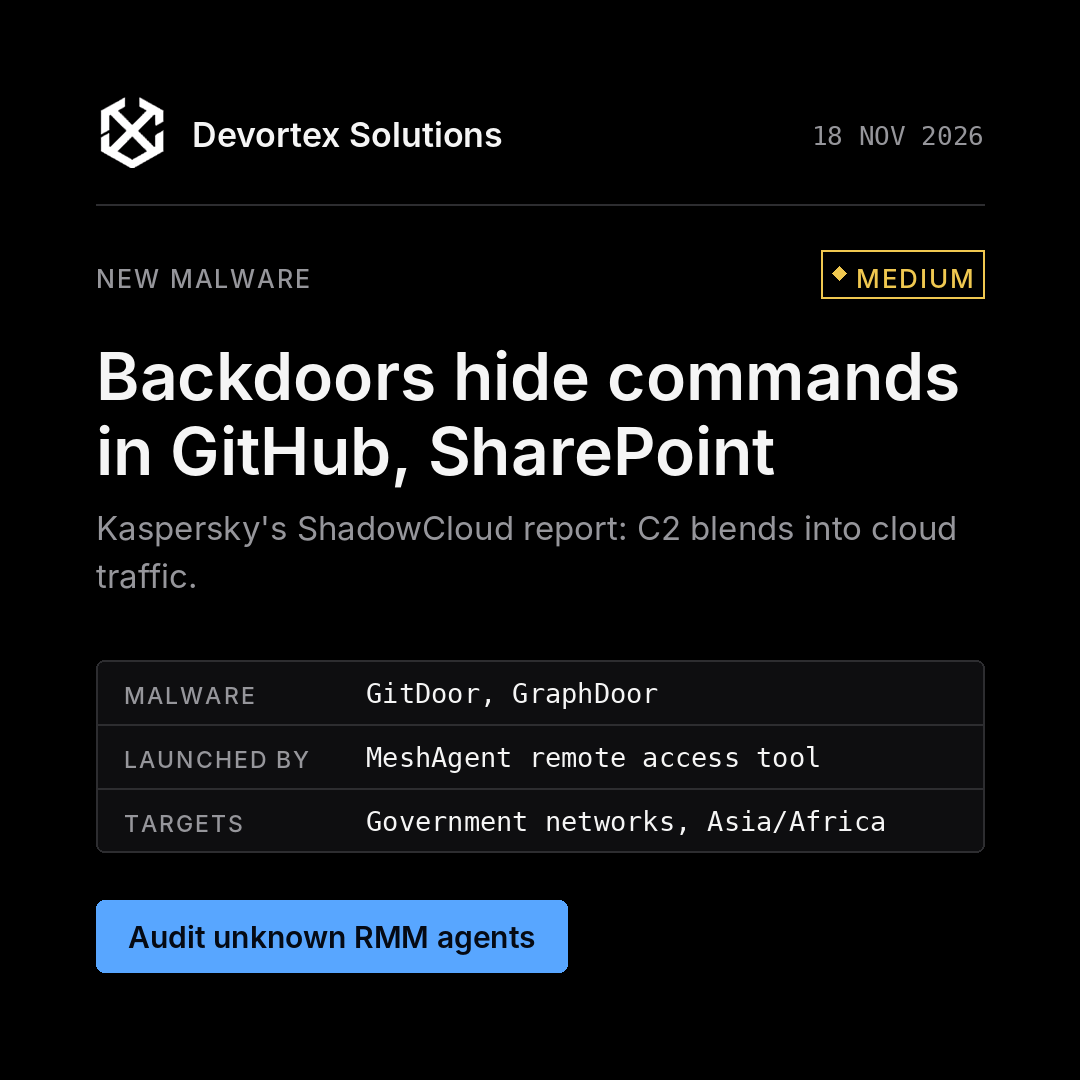 Devortex Solutions
18 NOV 2026
NEW MALWARE
MEDIUM
Backdoors hide commands
in GitHub, SharePoint
Kaspersky's ShadowCloud report: C2 blends into cloud
traffic.
MALWARE GitDoor, GraphDoor
LAUNCHED BY MeshAgent remote access tool
TARGETS Government networks, Asia/Africa
Audit unknown RMM agents